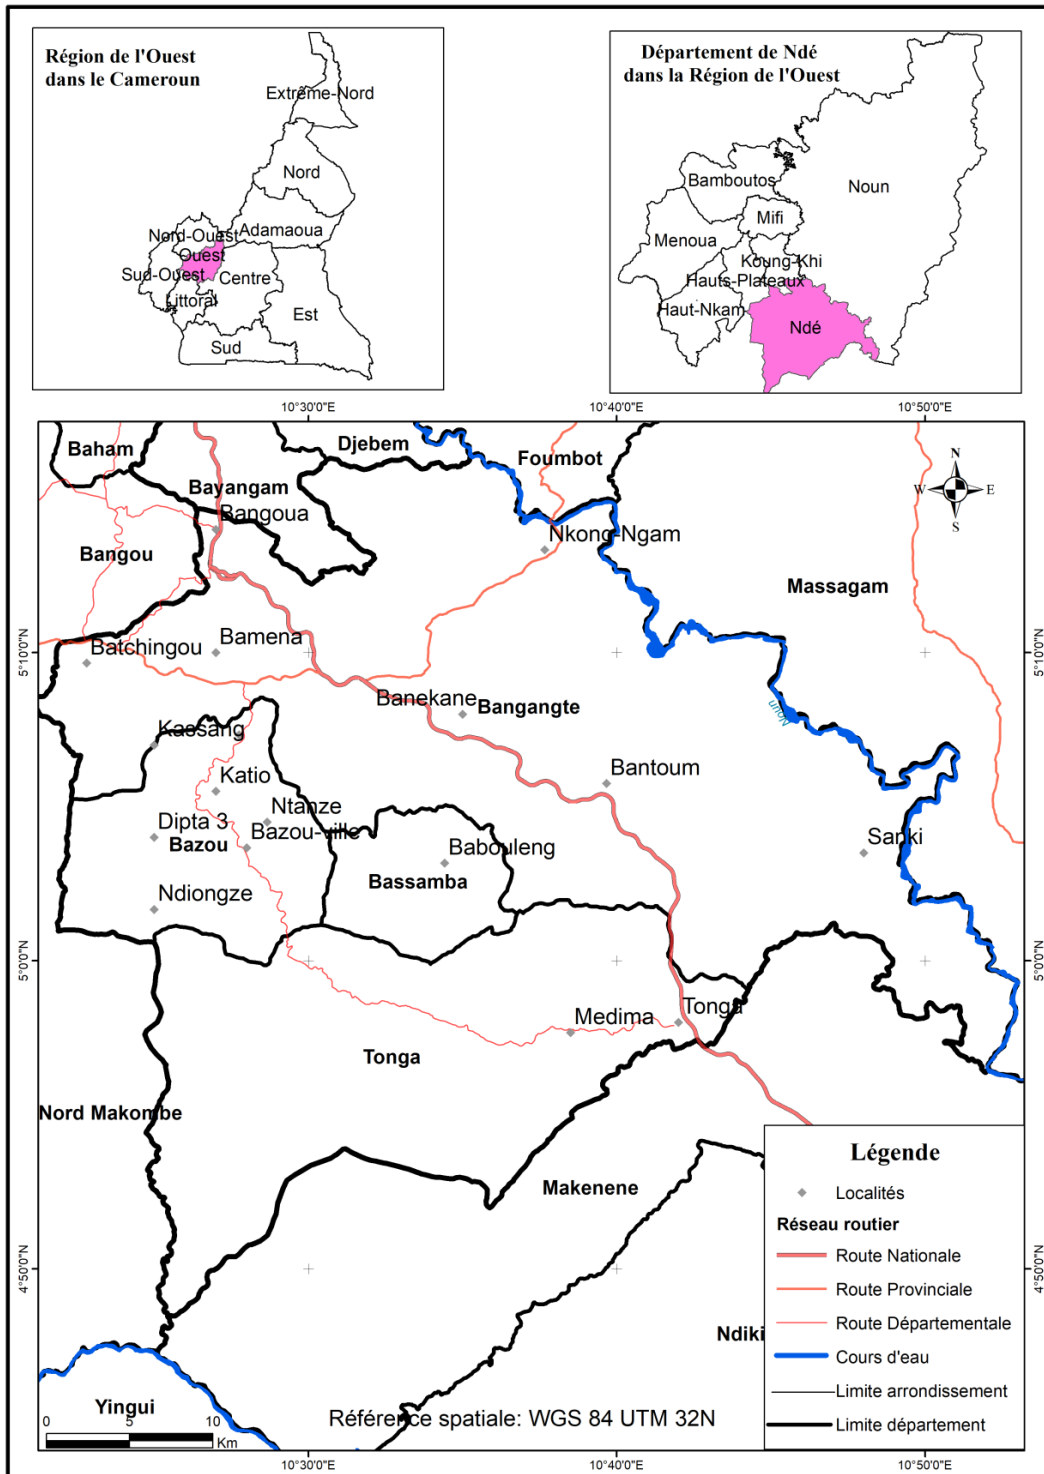 Région de l'Ouest
dans le Cameroun
Extrême-Nord
Nord
Adamaoua
Nord-Ouest
Ouest
Sud-Ouest
Centre
Littoral
Est
Sud
Département de Ndé
dans la Région de l'Ouest
Bamboutos
Noun
Mifi
Menoua
Koung-Khi
Hauts-Plateaux
Haut-Nkam
Ndé
10°30'0"E
10°40'0"E
10°50'0"E
Baham
Djebem
Foumbot
N
W
E
S
Bayangam
Bangoua
Nkong-Ngam
Bangou
Massagam
5°10'0"N
5°10'0"N
Batchingou
Bamena
Banekane
Bangangte
Noun
Kassang
Katio
Bantoum
Ntanze
Dipta 3
Bazou-ville
Bazou
Babouleng
Sanki
Bassamba
Ndiongze
5°0'0"N
5°0'0"N
Medima
Tonga
Tonga
Nord Makombe
Makenene
4°50'0"N
4°50'0"N
Ndiki
Yingui
Légende
Localités
Réseau routier
Route Nationale
Route Provinciale
Route Départementale
Cours d'eau
Limite arrondissement
Limite département
0
5
10
Km
Référence spatiale: WGS 84 UTM 32N
10°30'0"E
10°40'0"E
10°50'0"E